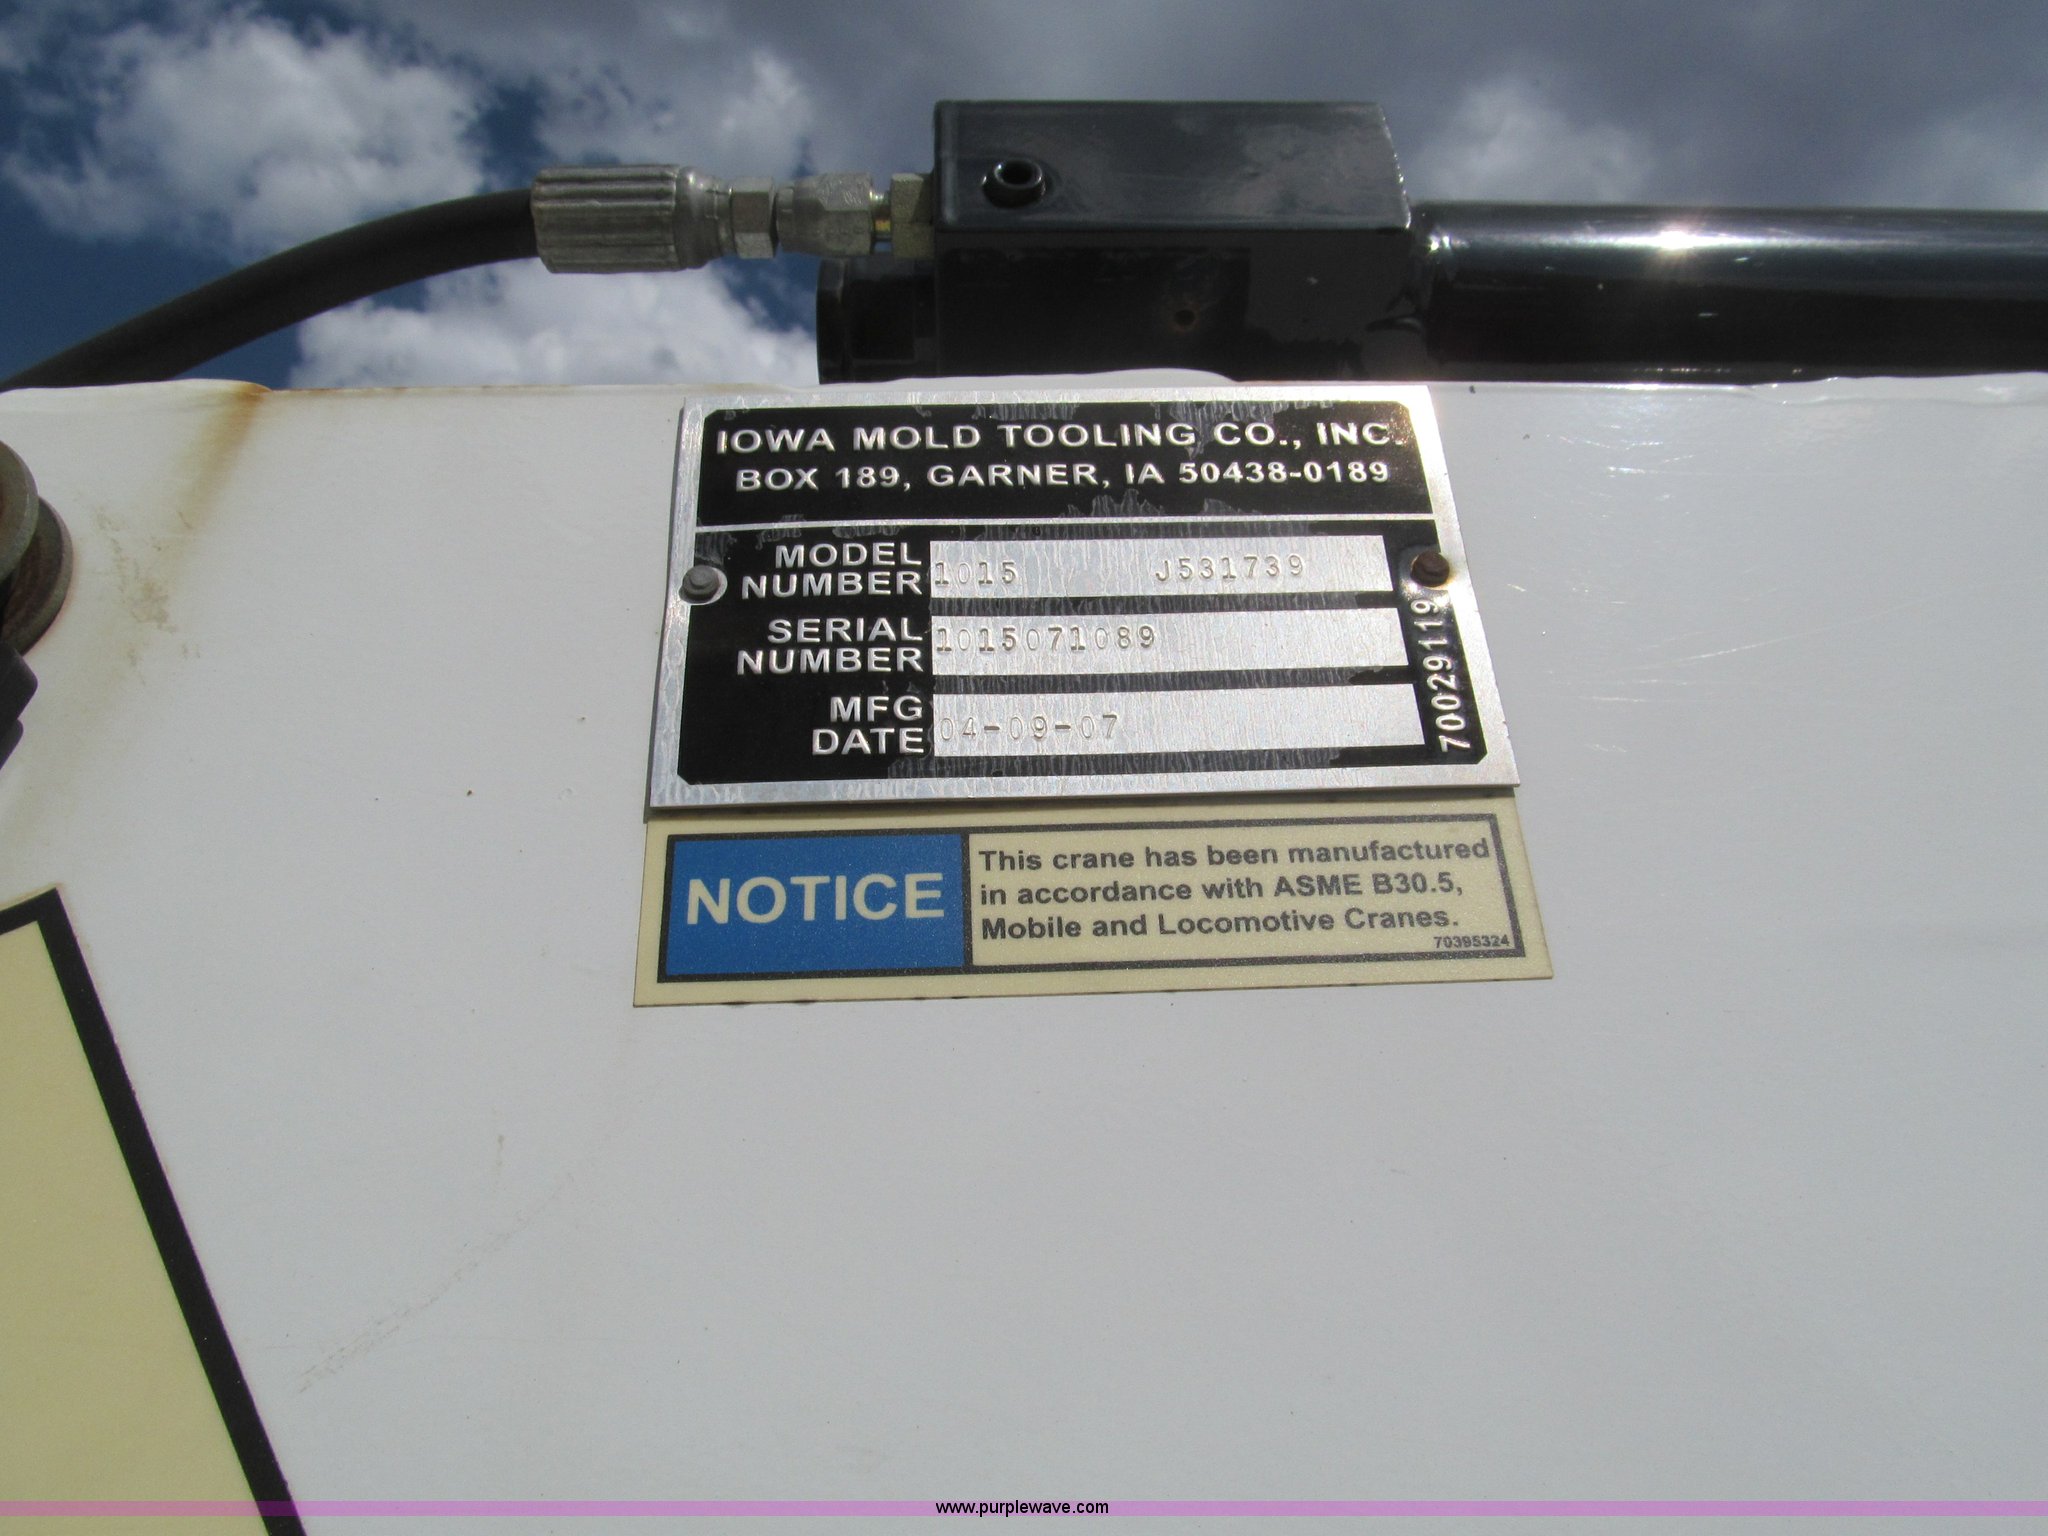 IOWA MOLD TOOLING CO., INC.
BOX 189, GARNER, IA 50438-0189
MODEL NUMBER 1015 J531739
SERIAL NUMBER 1015071089
MFG DATE 04-09-07
70029119
NOTICE
This crane has been manufactured
in accordance with ASME B30.5,
Mobile and Locomotive Cranes.
70395324
www.purplewave.com